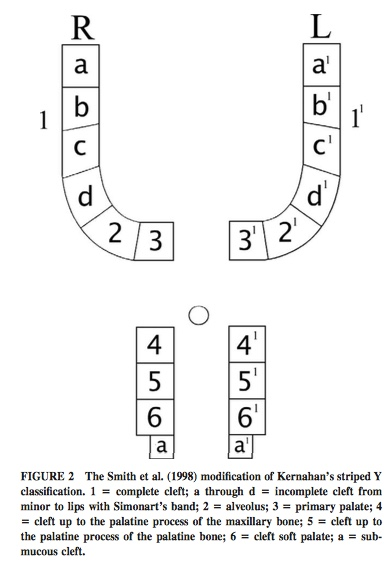 R L
a a¹
b b¹
1 1¹
c c¹
d d¹
2 2¹
3 3¹
4 4¹
5 5¹
6 6¹
a a¹
FIGURE 2 The Smith et al. (1998) modification of Kernahan's striped Y
classification. 1 = complete cleft; a through d = incomplete cleft from
minor to lips with Simonart's band; 2 = alveolus; 3 = primary palate; 4
= cleft up to the palatine process of the maxillary bone; 5 = cleft up to
the palatine process of the palatine bone; 6 = cleft soft palate; a = sub-
mucous cleft.